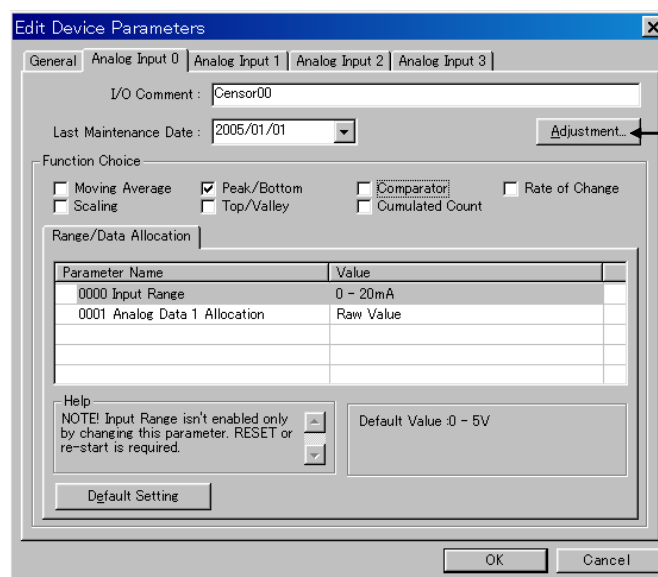 Edit Device Parameters
General Analog Input 0 Analog Input 1 Analog Input 2 Analog Input 3
I/O Comment : Censor00
Last Maintenance Date : 2005/01/01 Adjustment...
Function Choice
Moving Average Peak/Bottom Comparator Rate of Change
Scaling Top/Valley Cumulated Count
Range/Data Allocation
Parameter Name Value
0000 Input Range 0 - 20mA
0001 Analog Data 1 Allocation Raw Value
Help
NOTE! Input Range isn't enabled only
by changing this parameter. RESET or
re-start is required.
Default Value :0 - 5V
Default Setting
OK Cancel